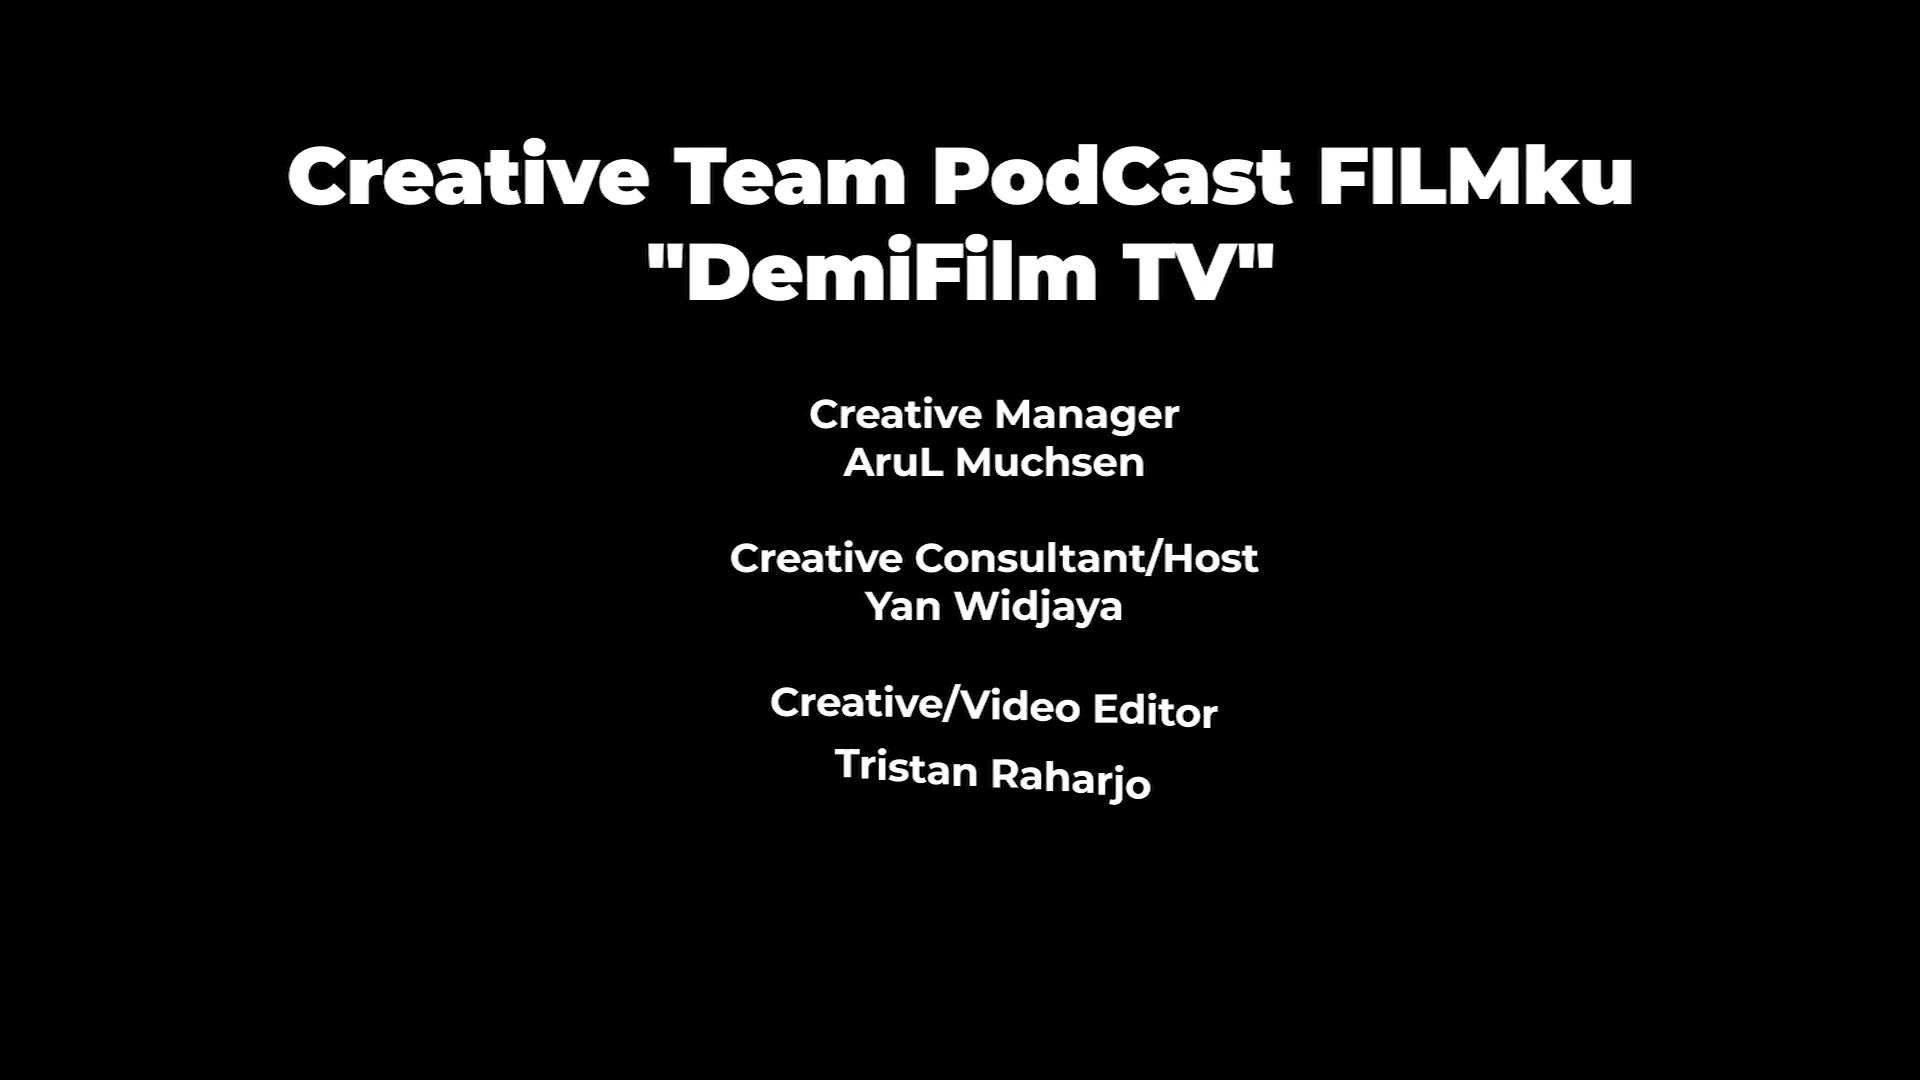 Creative Team PodCast FILMku
"DemiFilm TV"
Creative Manager
AruL Muchsen
Creative Consultant/Host
Yan Widjaya
Creative/Video Editor
Tristan Raharjo